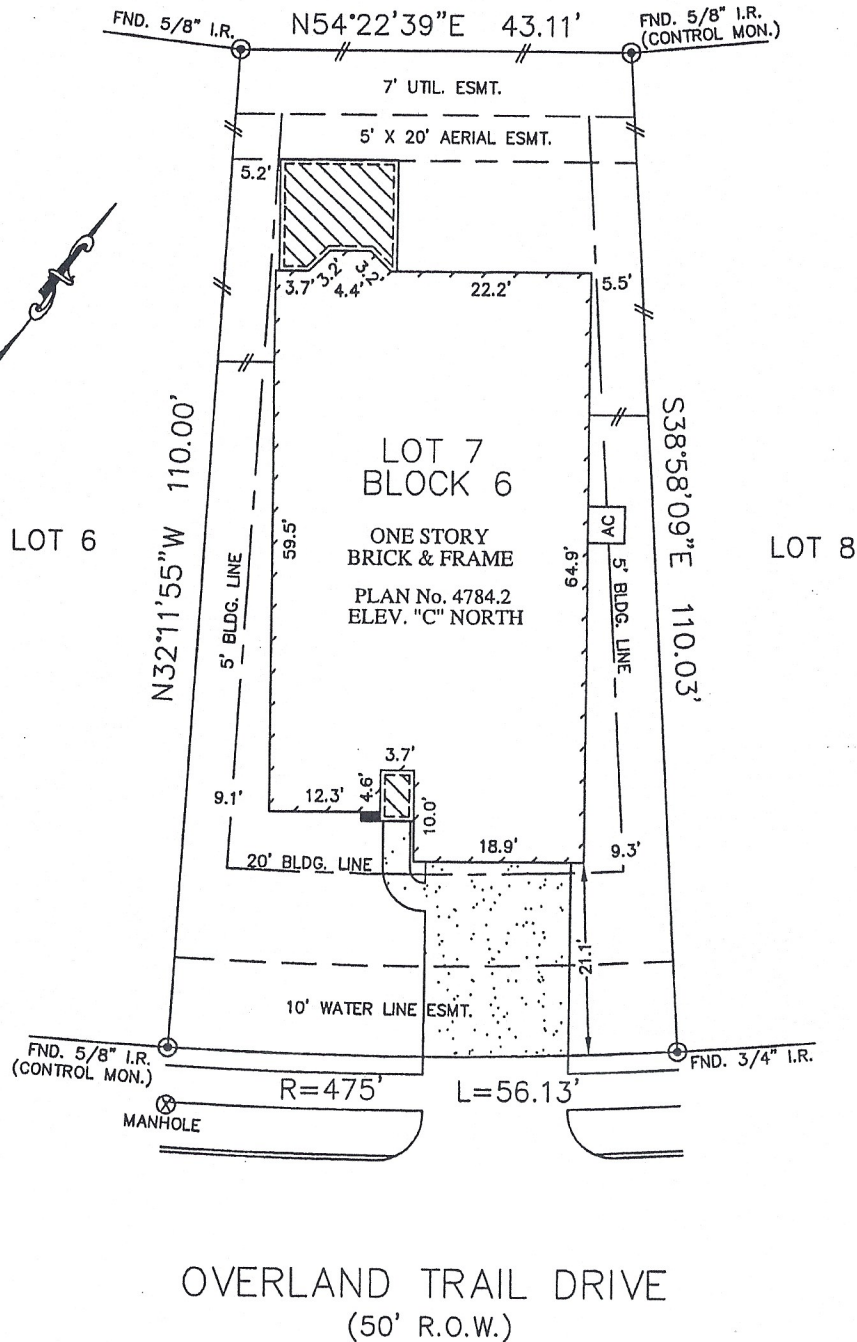 FND. 5/8" I.R.
N54°22'39"E 43.11'
FND. 5/8" I.R.
(CONTROL MON.)
7' UTIL. ESMT.
5' X 20' AERIAL ESMT.
5.2'
3.7'
3.2'
4.4'
3.2'
22.2'
5.5'
N32°11'55"W 110.00'
S38°58'09"E 110.03'
LOT 7
BLOCK 6
LOT 6
LOT 8
ONE STORY
BRICK & FRAME
PLAN No. 4784.2
ELEV. "C" NORTH
59.5'
64.9'
AC
5' BLDG. LINE
5' BLDG. LINE
3.7'
9.1'
12.3'
4.6'
10.0'
18.9'
9.3'
20' BLDG. LINE
21.1'
10' WATER LINE ESMT.
FND. 5/8" I.R.
(CONTROL MON.)
FND. 3/4" I.R.
R=475' L=56.13'
MANHOLE
OVERLAND TRAIL DRIVE
(50' R.O.W.)